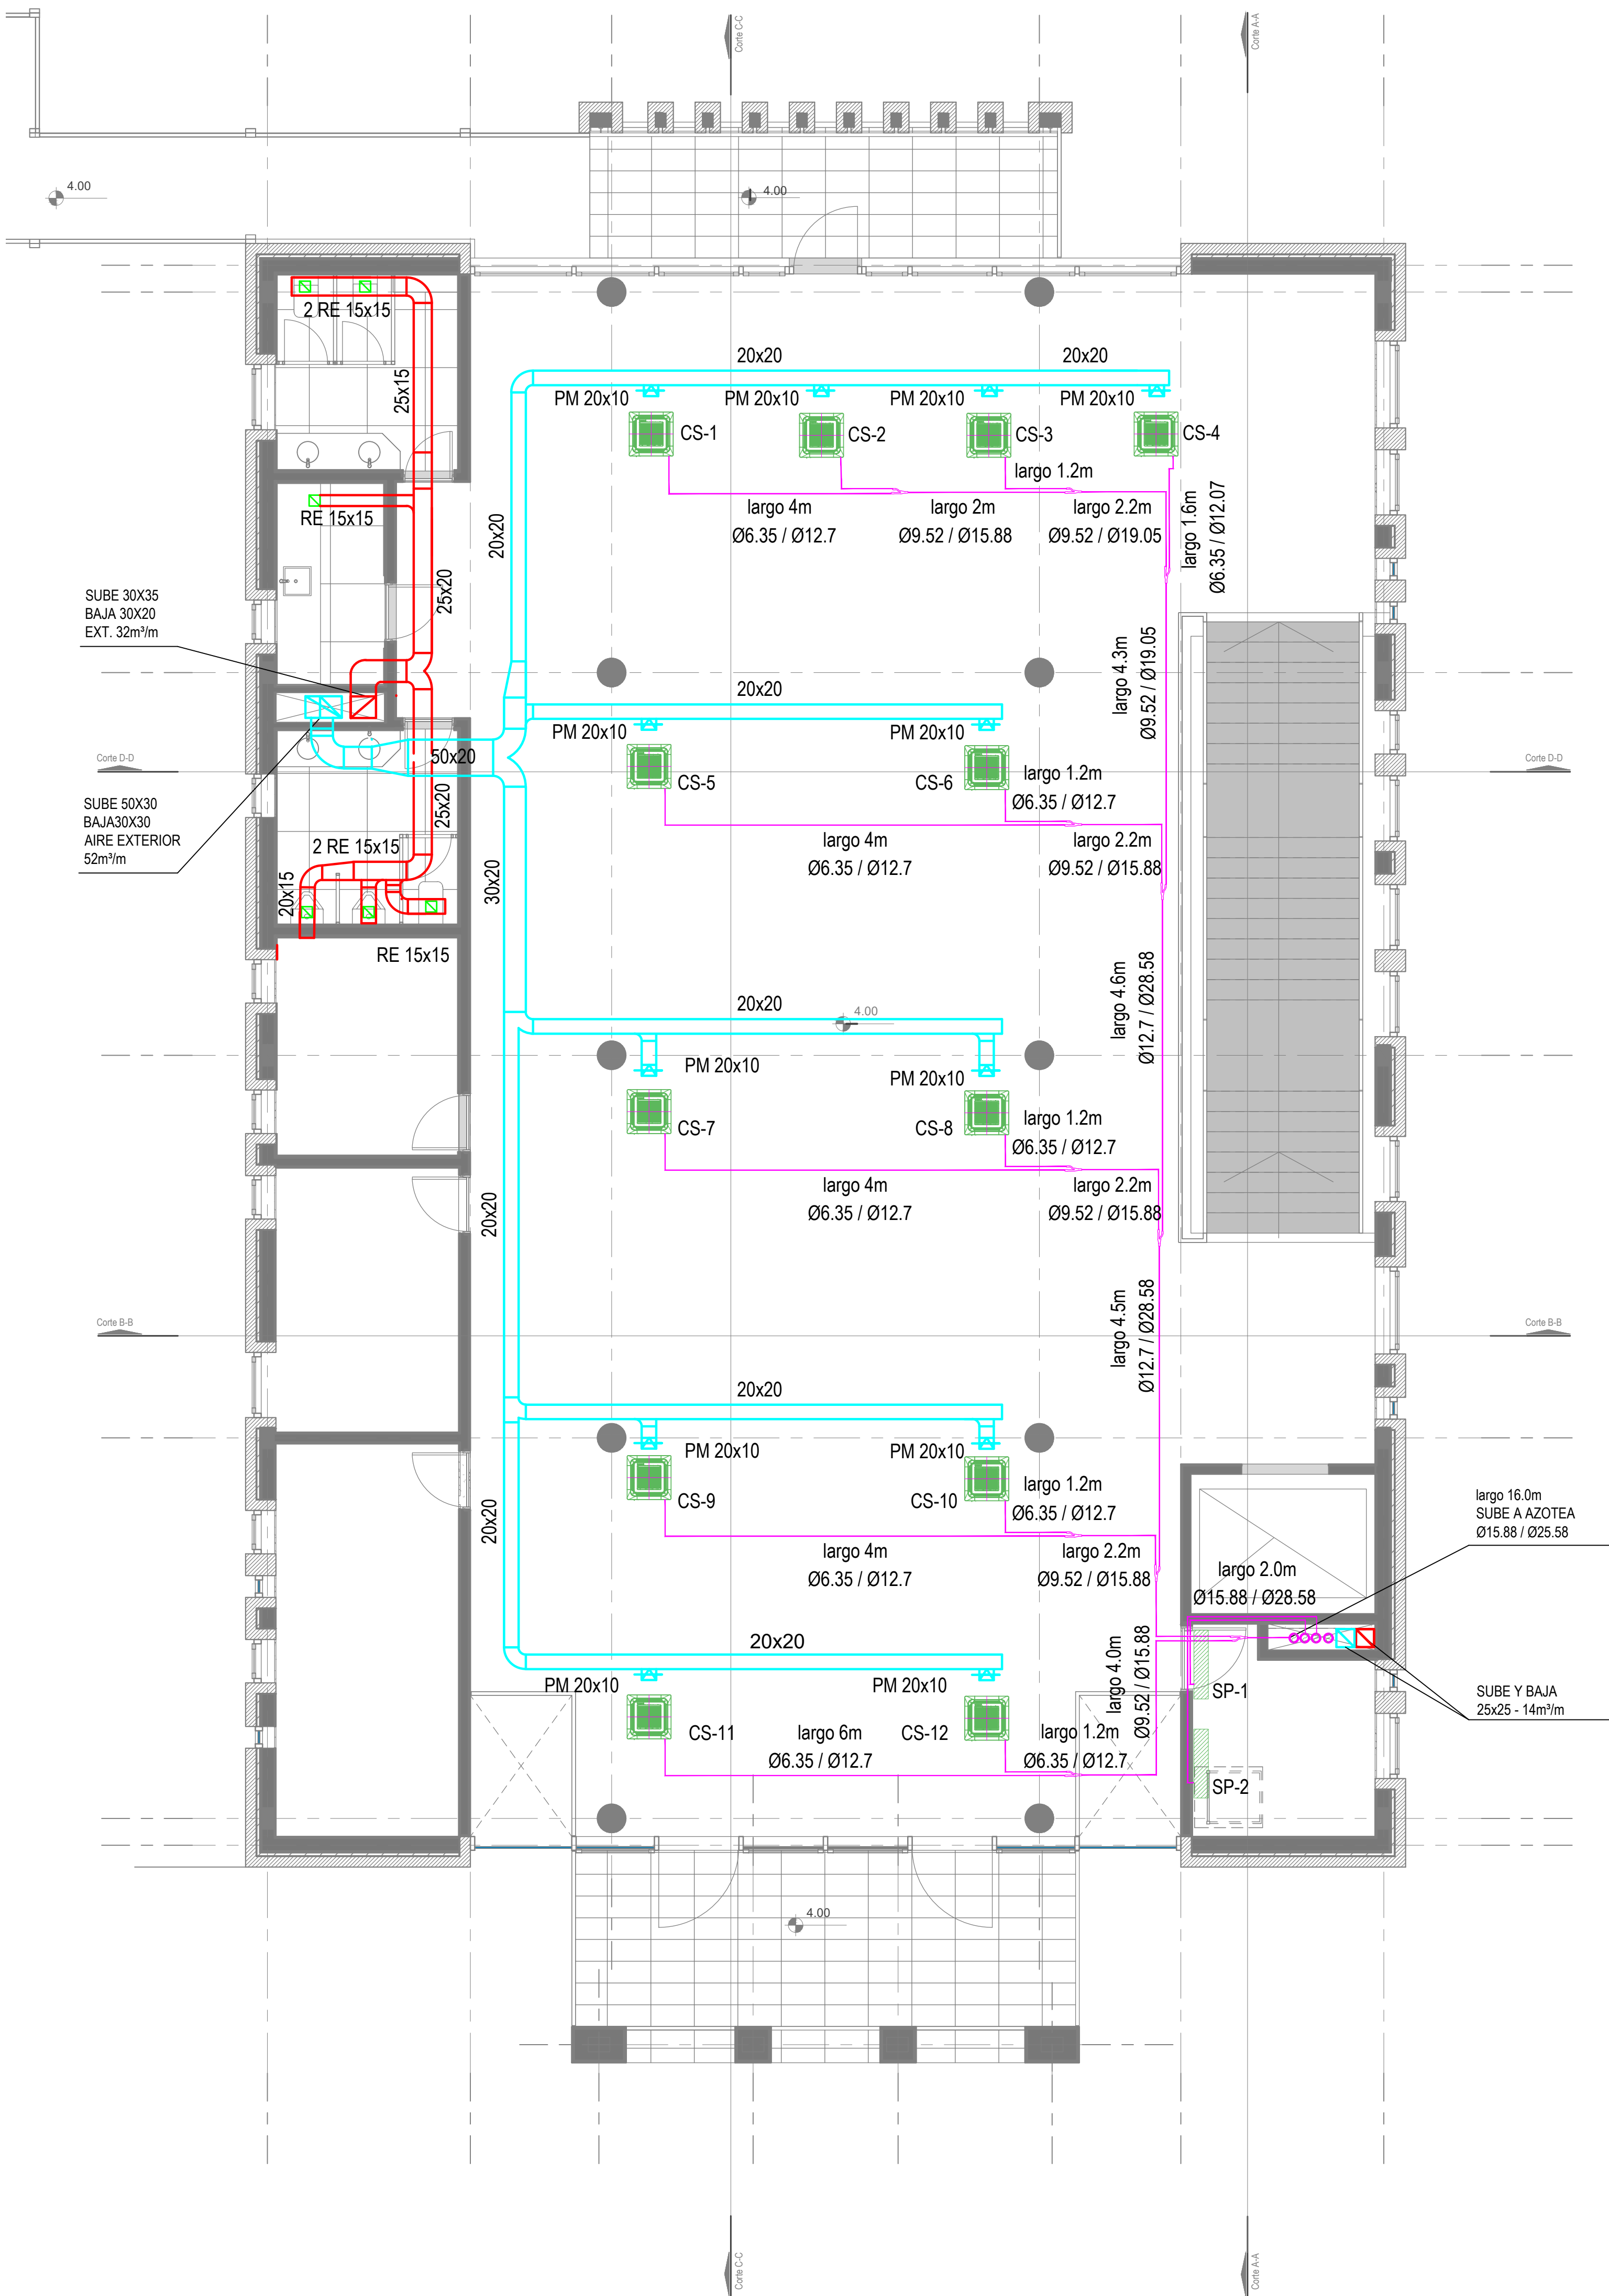 Corte C-C
Corte A-A
4.00
4.00
2 RE 15x15
25x15
RE 15x15
25x20
SUBE 30X35
BAJA 30X20
EXT. 32m³/m
20x20
20x20
PM 20x10
PM 20x10
PM 20x10
PM 20x10
CS-1
CS-2
CS-3
CS-4
20x20
largo 1.2m
largo 4m
Ø6.35 / Ø12.7
largo 2m
Ø9.52 / Ø15.88
largo 2.2m
Ø9.52 / Ø19.05
largo 1.6m
Ø6.35 / Ø12.07
largo 4.3m
Ø9.52 / Ø19.05
20x20
PM 20x10
PM 20x10
Corte D-D
Corte D-D
50x20
CS-5
CS-6
largo 1.2m
Ø6.35 / Ø12.7
SUBE 50X30
BAJA30X30
AIRE EXTERIOR
52m³/m
25x20
2 RE 15x15
20x15
30x20
largo 4m
Ø6.35 / Ø12.7
largo 2.2m
Ø9.52 / Ø15.88
RE 15x15
largo 4.6m
Ø12.7 / Ø28.58
20x20
4.00
PM 20x10
PM 20x10
CS-7
CS-8
largo 1.2m
Ø6.35 / Ø12.7
20x20
largo 4m
Ø6.35 / Ø12.7
largo 2.2m
Ø9.52 / Ø15.88
largo 4.5m
Ø12.7 / Ø28.58
Corte B-B
Corte B-B
20x20
PM 20x10
PM 20x10
CS-9
CS-10
largo 1.2m
Ø6.35 / Ø12.7
20x20
largo 4m
Ø6.35 / Ø12.7
largo 2.2m
Ø9.52 / Ø15.88
largo 16.0m
SUBE A AZOTEA
Ø15.88 / Ø25.58
largo 2.0m
Ø15.88 / Ø28.58
20x20
PM 20x10
PM 20x10
largo 4.0m
Ø9.52 / Ø15.88
SP-1
SUBE Y BAJA
25x25 - 14m³/m
CS-11
largo 6m
Ø6.35 / Ø12.7
CS-12
largo 1.2m
Ø6.35 / Ø12.7
SP-2
4.00
Corte C-C
Corte A-A